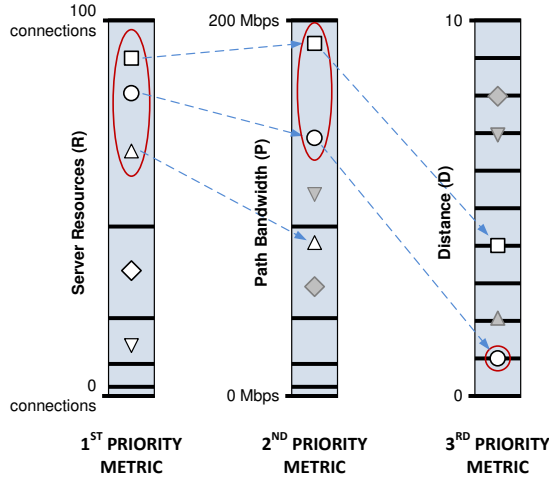 100
connections
Server Resources (R)
0
connections
1ST PRIORITY
METRIC
200 Mbps
Path Bandwidth (P)
0 Mbps
2ND PRIORITY
METRIC
10
Distance (D)
0
3RD PRIORITY
METRIC